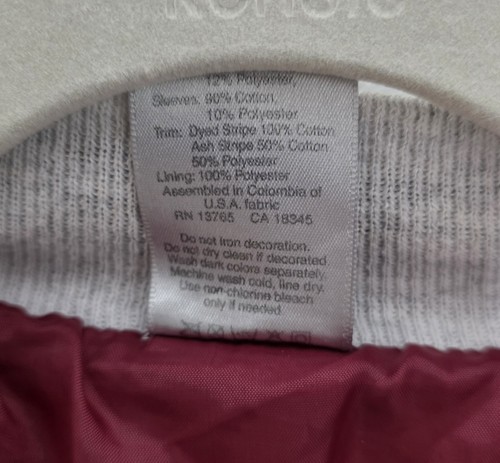 12% Polyester,
Sleeves: 90% Cotton,
10% Polyester
Trim: Dyed Stripe 100% Cotton
Ash Stripe 50% Cotton
50% Polyester
Lining: 100% Polyester
Assembled in Colombia of
U.S.A. fabric
RN 13765 CA 18345
Do not iron decoration.
Do not dry clean if decorated.
Wash dark colors separately.
Machine wash cold, line dry.
Use non-chlorine bleach
only if needed.